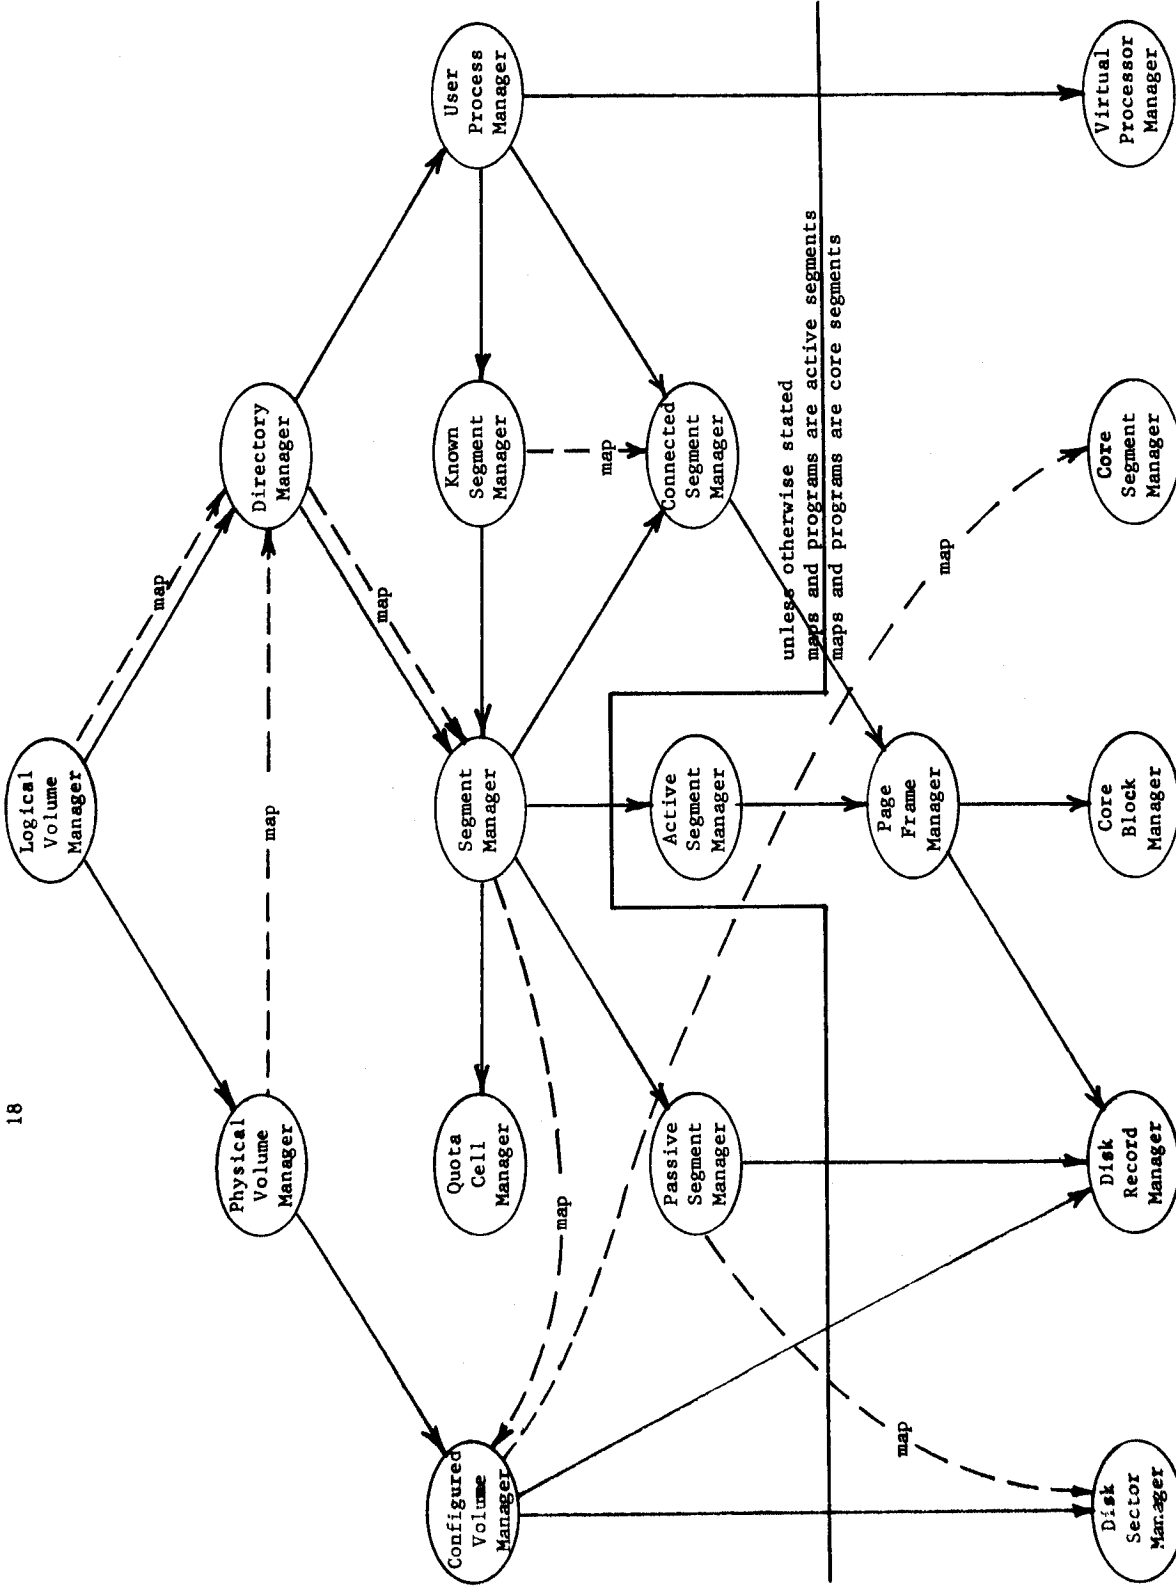 18
Logical
Volume
Manager
map
map
Physical
Volume
Manager
Directory
Manager
map
Configured
Volume
Manager
Quota
Cell
Manager
Segment
Manager
Known
Segment
Manager
User
Process
Manager
map
map
Passive
Segment
Manager
Active
Segment
Manager
Connected
Segment
Manager
unless otherwise stated
maps and programs are active segments
maps and programs are core segments
Page
Frame
Manager
map
map
Disk
Sector
Manager
Disk
Record
Manager
Core
Block
Manager
Core
Segment
Manager
Virtual
Processor
Manager